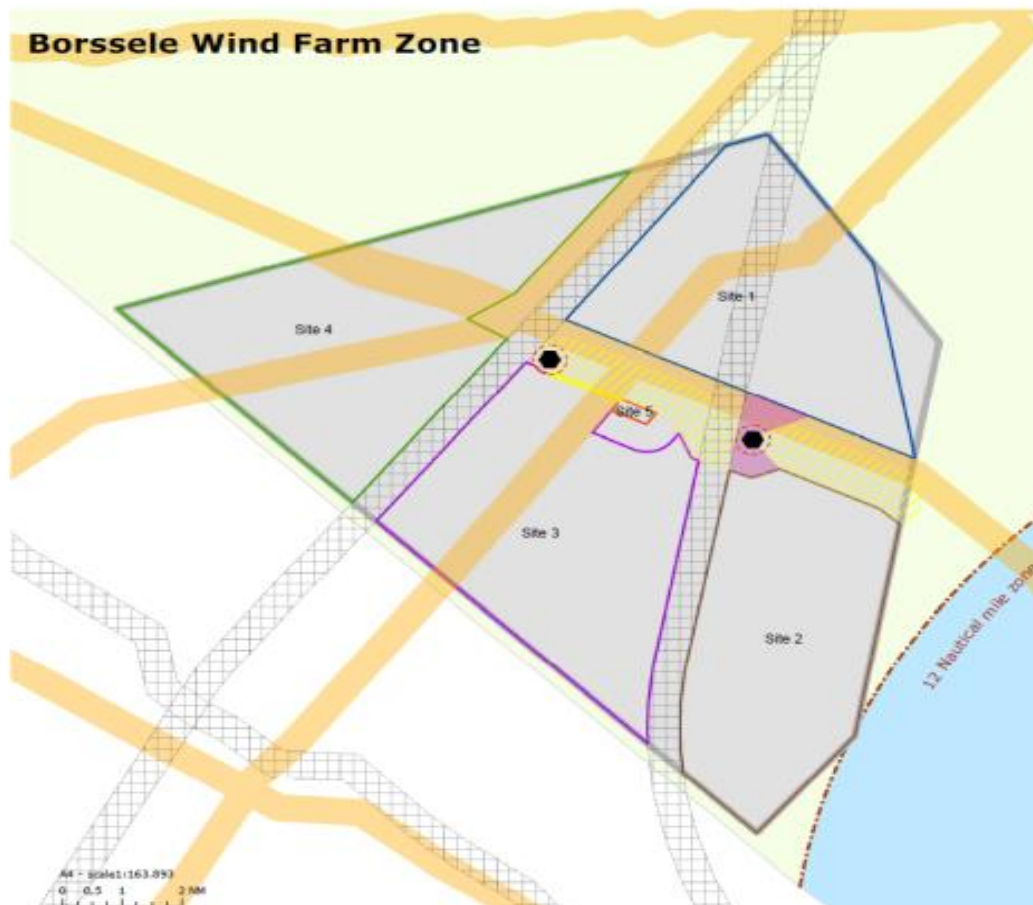 Borssele Wind Farm Zone
Site 1
Site 4
Site 5
Site 3
Site 2
12 Nautical mile zone
A4 - scale1:163.893
0 0.5 1 2 NM